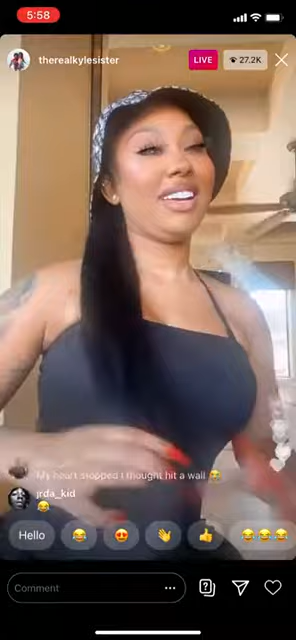 5:58
therealkylesister
LIVE
27.2K
My heart stopped I thought hit a wall 😂
jrda_kid
😂
Hello 😂 😍 👋 👍 😂😂😂
Comment